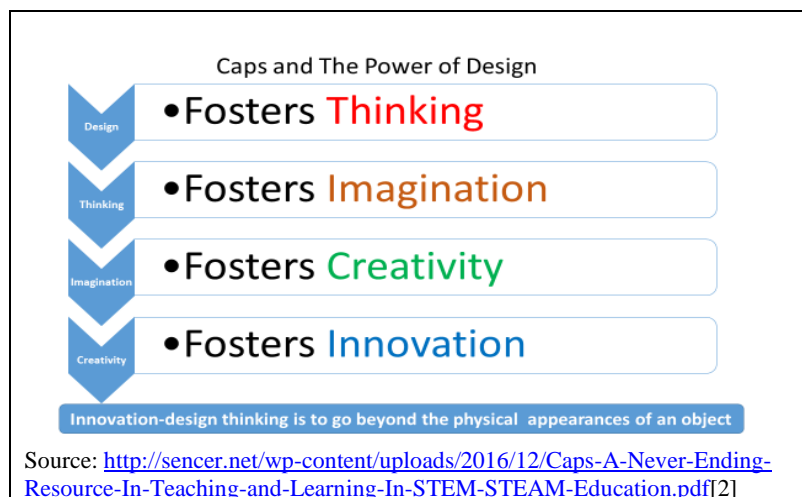 Caps and The Power of Design
Design
•Fosters Thinking
Thinking
•Fosters Imagination
Imagination
•Fosters Creativity
Creativity
•Fosters Innovation
Innovation-design thinking is to go beyond the physical appearances of an object
Source: http://sencer.net/wp-content/uploads/2016/12/Caps-A-Never-Ending-
Resource-In-Teaching-and-Learning-In-STEM-STEAM-Education.pdf[2]